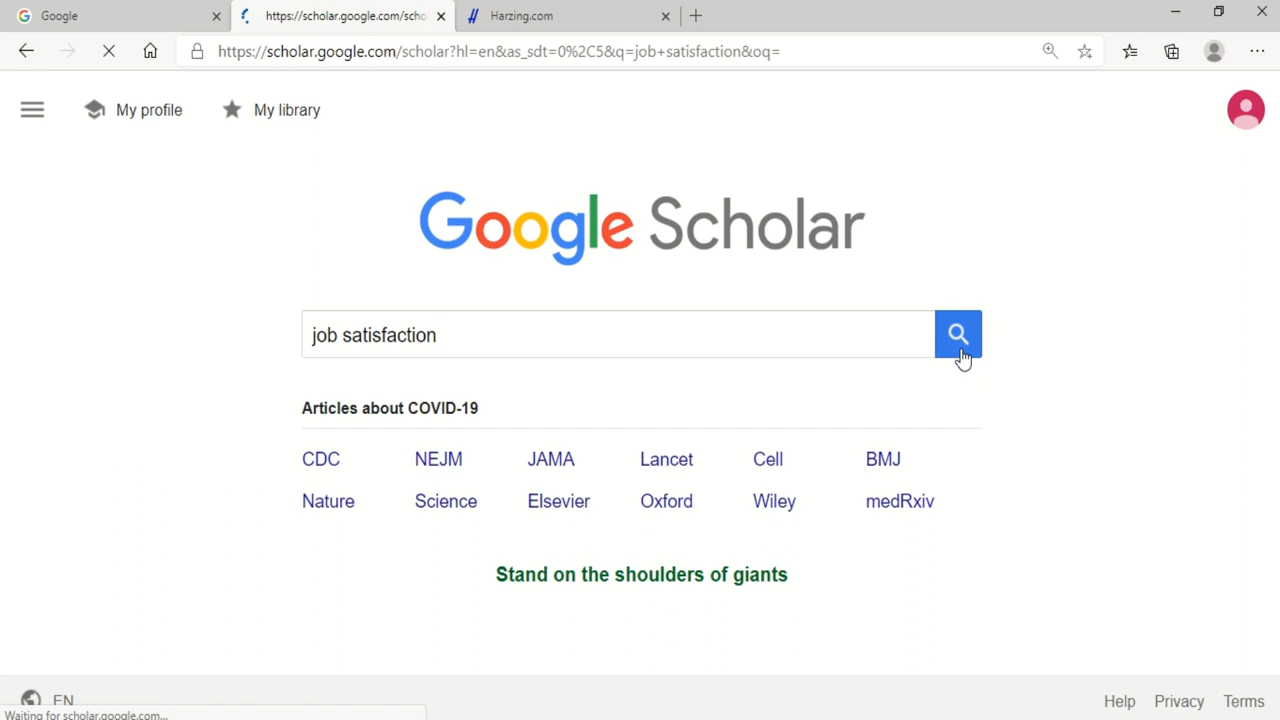 Google
https://scholar.google.com/scho
Harzing.com
https://scholar.google.com/scholar?hl=en&as_sdt=0%2C5&q=job+satisfaction&oq=
My profile
My library
Google Scholar
job satisfaction
Articles about COVID-19
CDC NEJM JAMA Lancet Cell BMJ
Nature Science Elsevier Oxford Wiley medRxiv
Stand on the shoulders of giants
EN
Help Privacy Terms
Waiting for scholar.google.com...